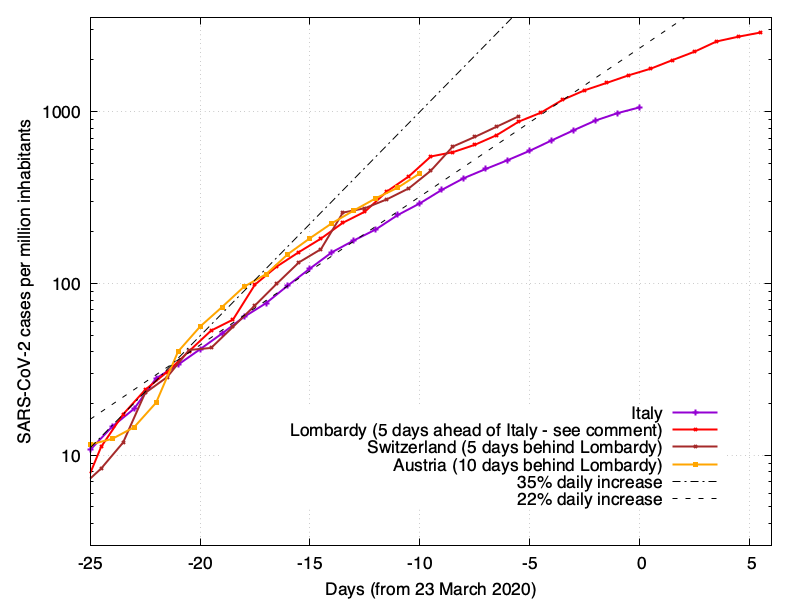 SARS-CoV-2 cases per million inhabitants
1000
100
10
Italy
Lombardy (5 days ahead of Italy - see comment)
Switzerland (5 days behind Lombardy)
Austria (10 days behind Lombardy)
35% daily increase
22% daily increase
-25 -20 -15 -10 -5 0 5
Days (from 23 March 2020)